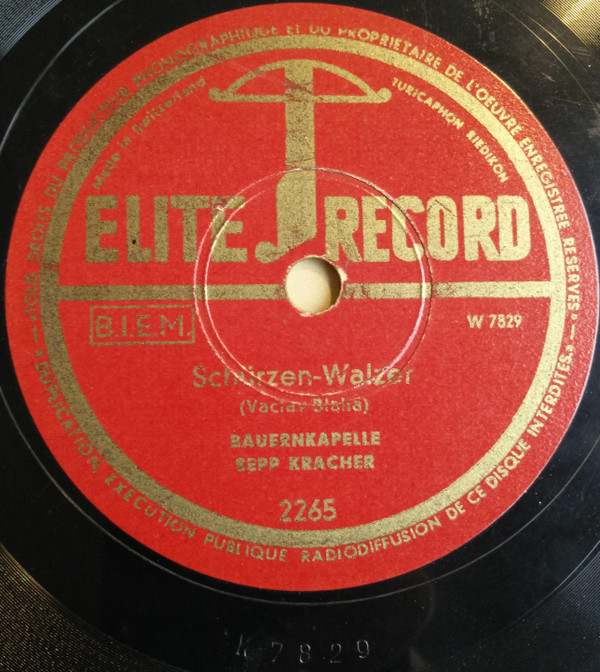 «TOUS DROITS DU PRODUCTEUR PHONOGRAPHIQUE ET DU PROPRIETAIRE DE L'OEUVRE ENREGISTREE RESERVES»
Made in Switzerland
TURICAPHON RIEDIKON
ELITE RECORD
B.I.E.M.
W 7829
Schürzen-Walzer
(Vaclav Blaha)
BAUERNKAPELLE
SEPP KRACHER
2265
«DUPLICATION, EXECUTION PUBLIQUE RADIODIFFUSION DE CE DISQUE INTERDITES.»
7829